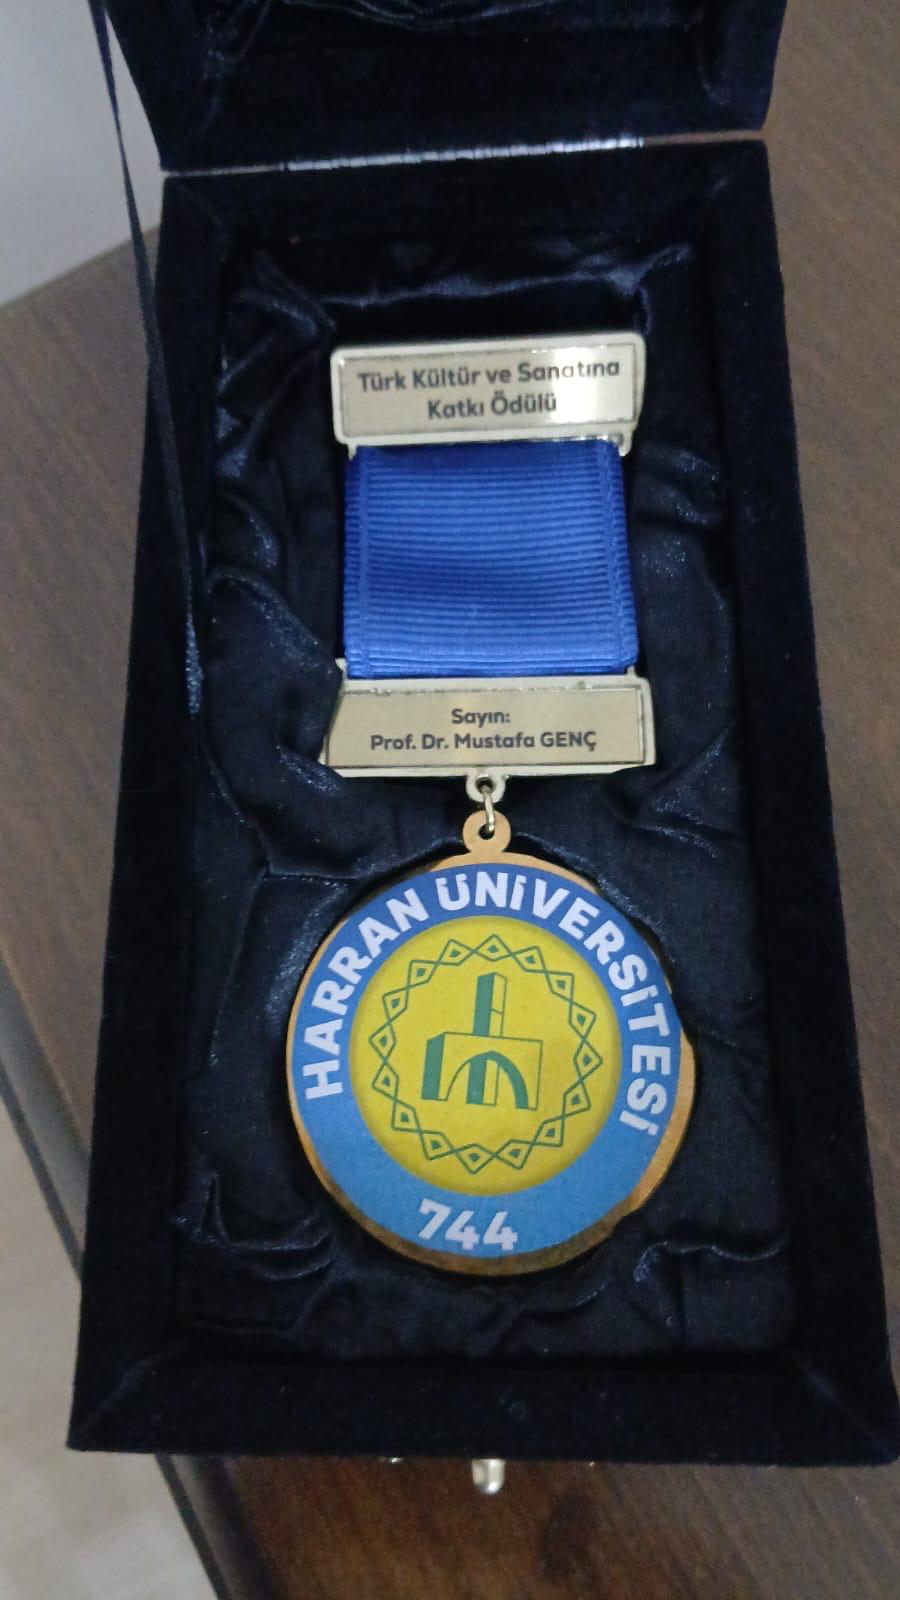 Türk Kültür ve Sanatına
Katkı Ödülü
Sayın:
Prof. Dr. Mustafa GENÇ
HARRAN ÜNİVERSİTESİ
744